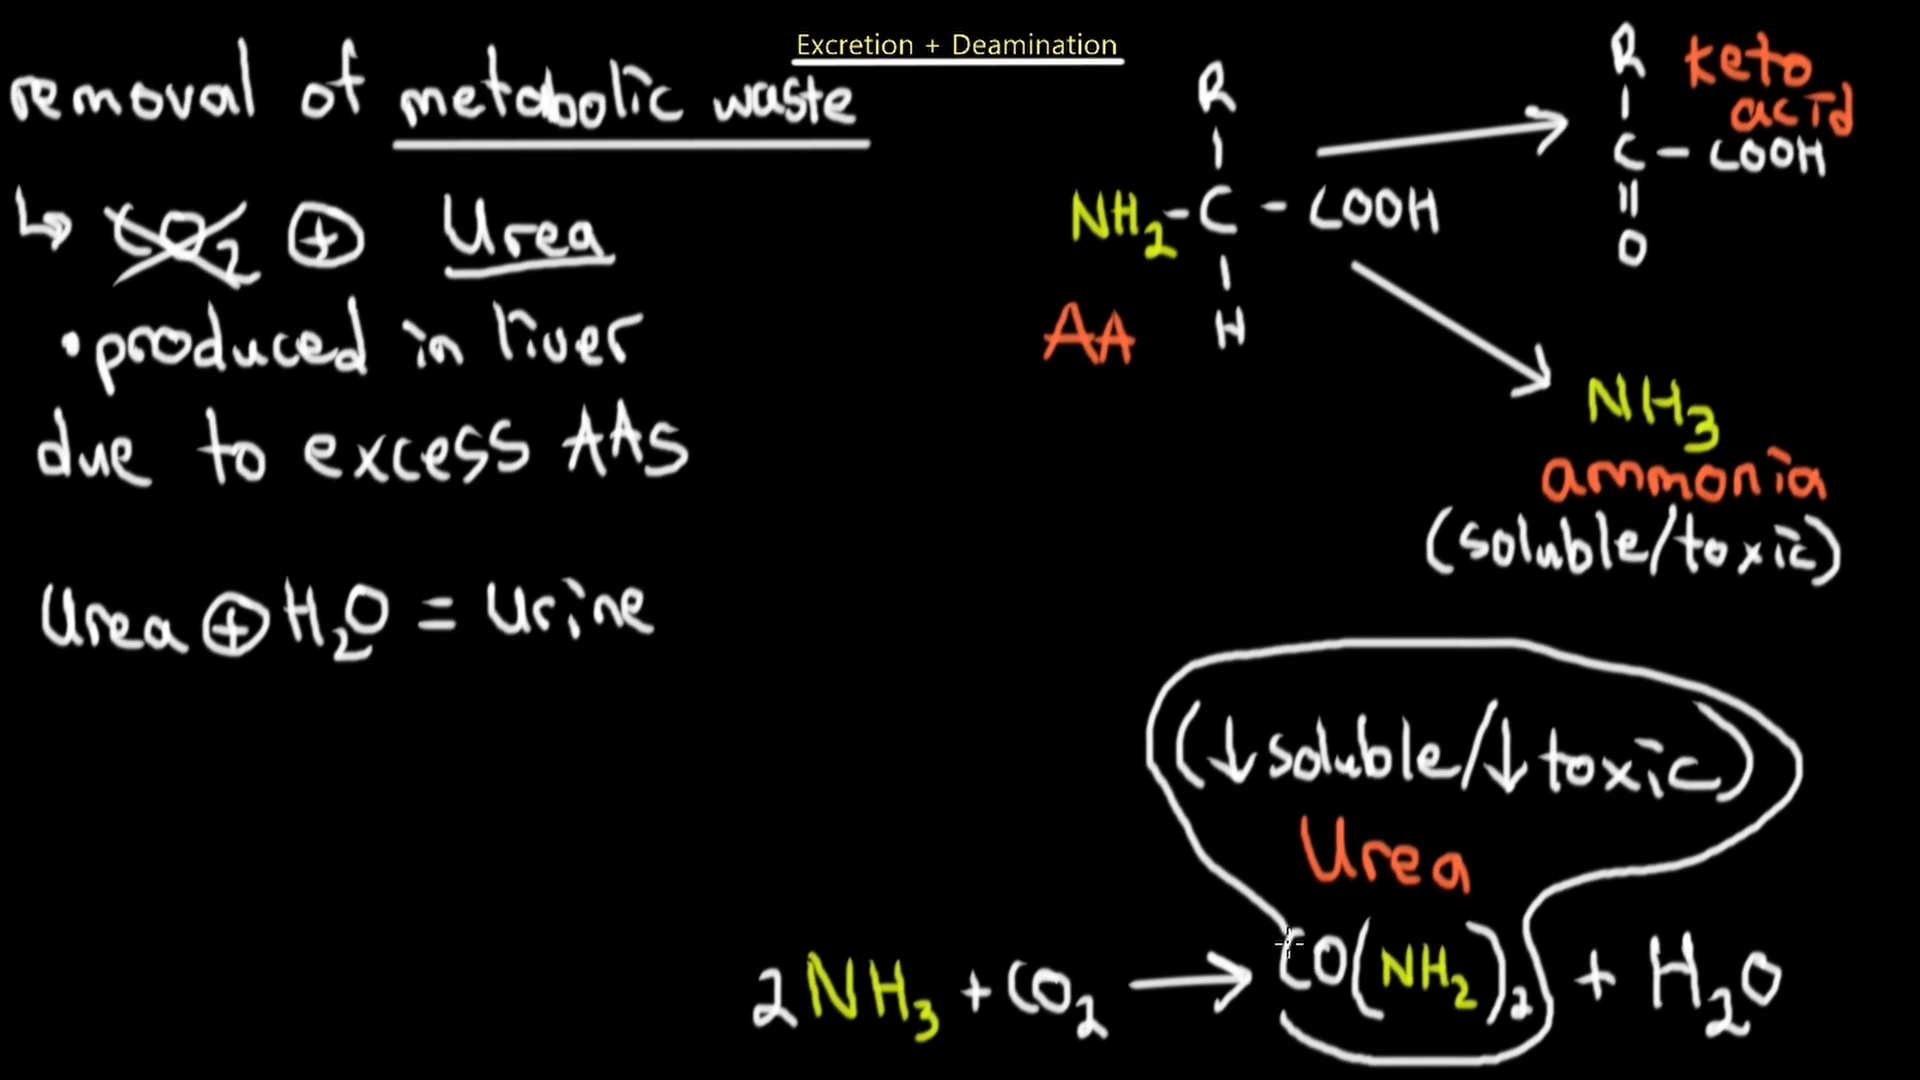 Excretion + Deamination
removal of metabolic waste
↳ CO2 ⊕ Urea
• produced in liver
due to excess AAs
Urea ⊕ H2O = Urine
R
NH2 - C - COOH
H
AA
R
C - COOH
O
keto
acid
NH3
ammonia
(soluble/toxic)
(↓soluble/↓toxic)
Urea
2NH3 + CO2 → CO(NH2)2 + H2O